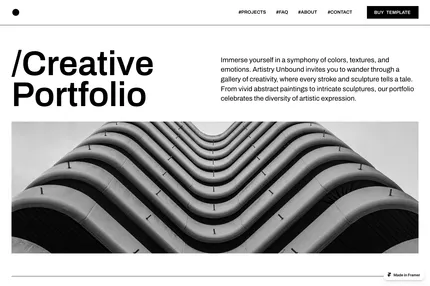 #PROJECTS #FAQ #ABOUT #CONTACT BUY TEMPLATE
/Creative
Portfolio
Immerse yourself in a symphony of colors, textures, and
emotions. Artistry Unbound invites you to wander through a
gallery of creativity, where every stroke and sculpture tells a tale.
From vivid abstract paintings to intricate sculptures, our portfolio
celebrates the diversity of artistic expression.
Made in Framer